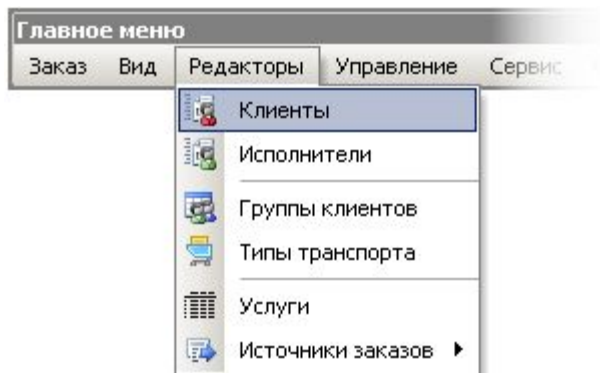 Главное меню
Заказ Вид Редакторы Управление Сервис
Клиенты
Исполнители
Группы клиентов
Типы транспорта
Услуги
Источники заказов